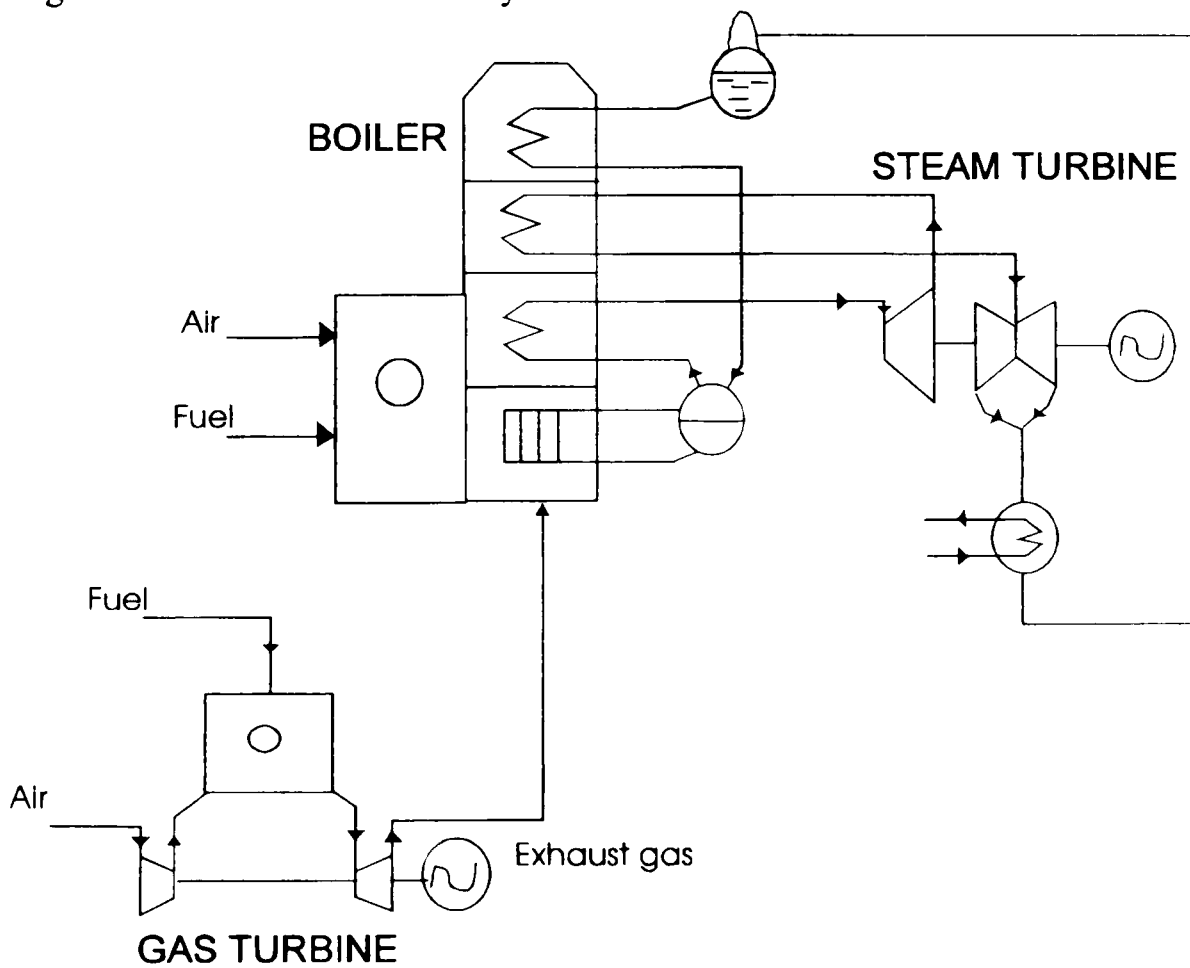 BOILER
STEAM TURBINE
Air
Fuel
Fuel
Air
Exhaust gas
GAS TURBINE